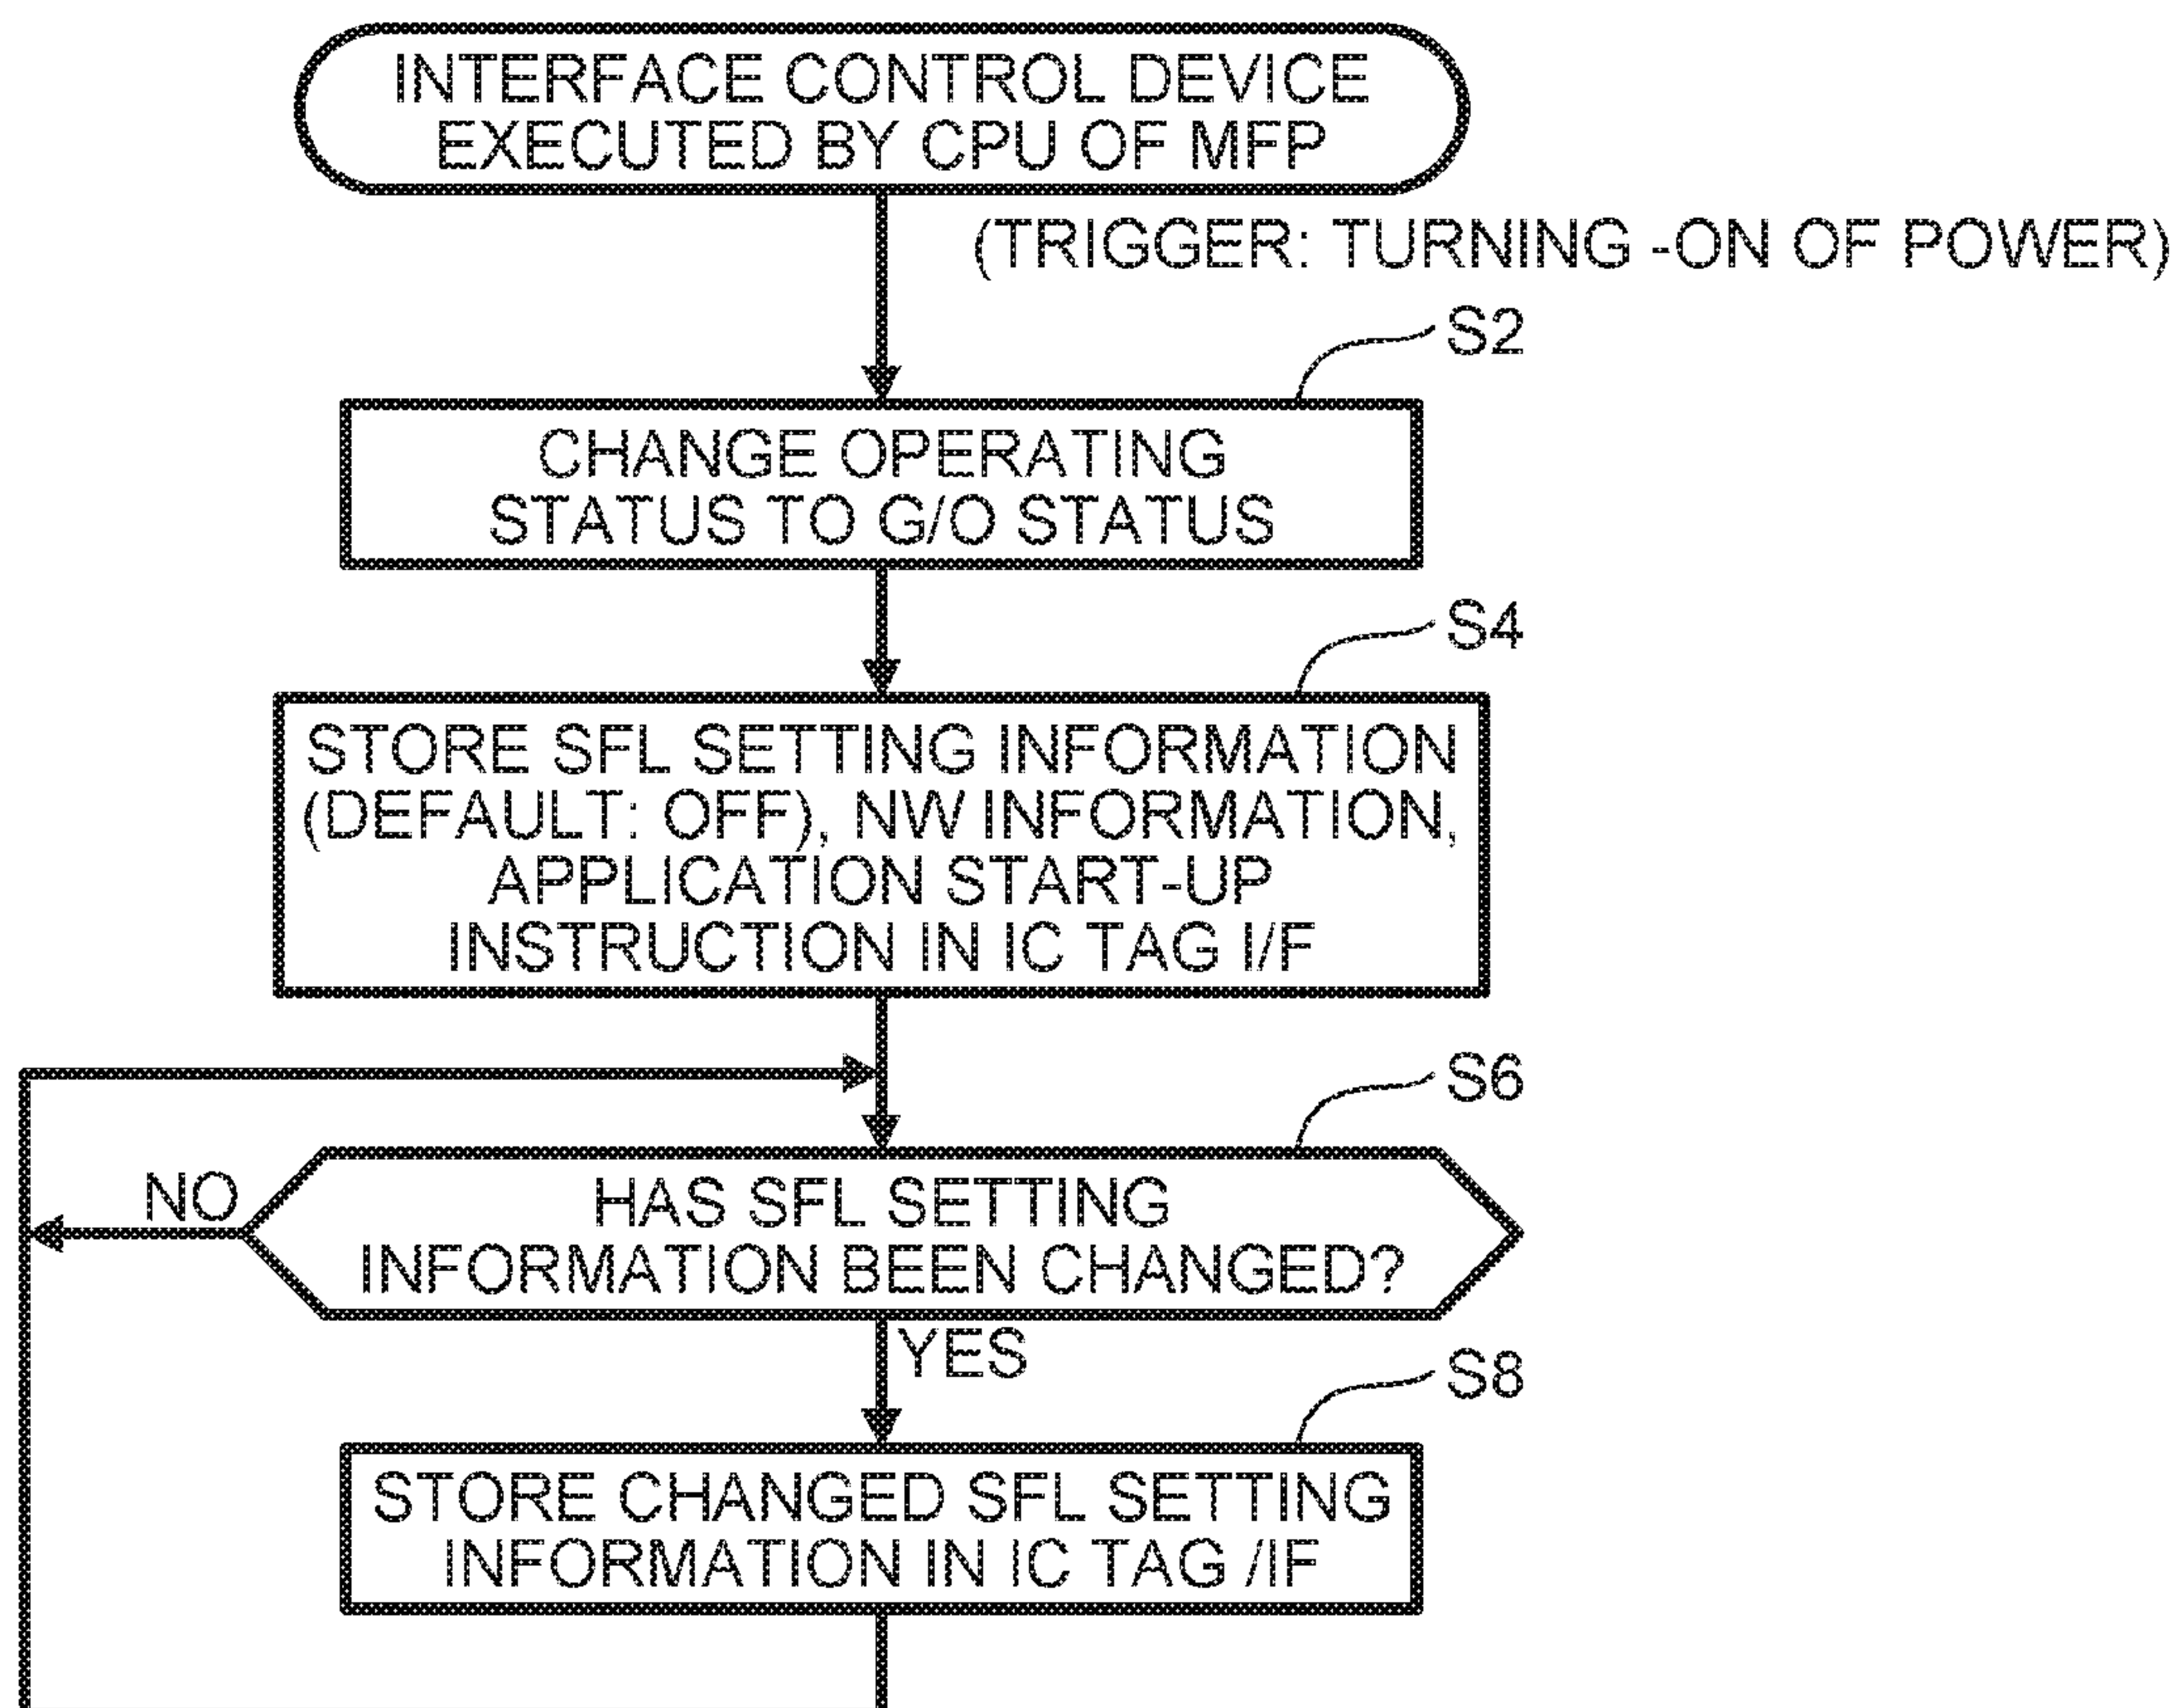 INTERFACE CONTROL DEVICE
EXECUTED BY CPU OF MFP
(TRIGGER: TURNING -ON OF POWER)
S2
CHANGE OPERATING
STATUS TO G/O STATUS
S4
STORE SFL SETTING INFORMATION
(DEFAULT: OFF), NW INFORMATION,
APPLICATION START-UP
INSTRUCTION IN IC TAG I/F
S6
NO
HAS SFL SETTING
INFORMATION BEEN CHANGED?
YES
S8
STORE CHANGED SFL SETTING
INFORMATION IN IC TAG /IF